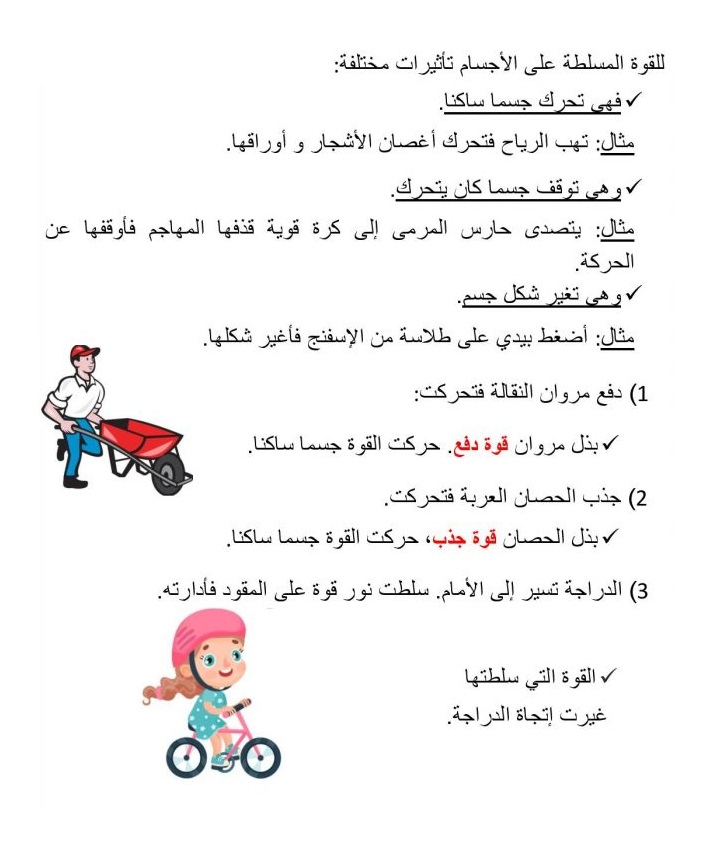 للقوة المسلطة على الأجسام تأثيرات مختلفة:
✓ فهي تحرك جسما ساكنا.
مثال: تهب الرياح فتحرك أغصان الأشجار و أوراقها.
✓ وهي توقف جسما كان يتحرك.
مثال: يتصدى حارس المرمى إلى كرة قوية قذفها المهاجم فأوقفها عن
الحركة.
✓ وهي تغير شكل جسم.
مثال: أضغط بيدي على طلاسة من الإسفنج فأغير شكلها.
1) دفع مروان النقالة فتحركت:
✓ بذل مروان قوة دفع. حركت القوة جسما ساكنا.
2) جذب الحصان العربة فتحركت.
✓ بذل الحصان قوة جذب، حركت القوة جسما ساكنا.
3) الدراجة تسير إلى الأمام. سلطت نور قوة على المقود فأدارته.
✓ القوة التي سلطتها
غيرت إتجاة الدراجة.